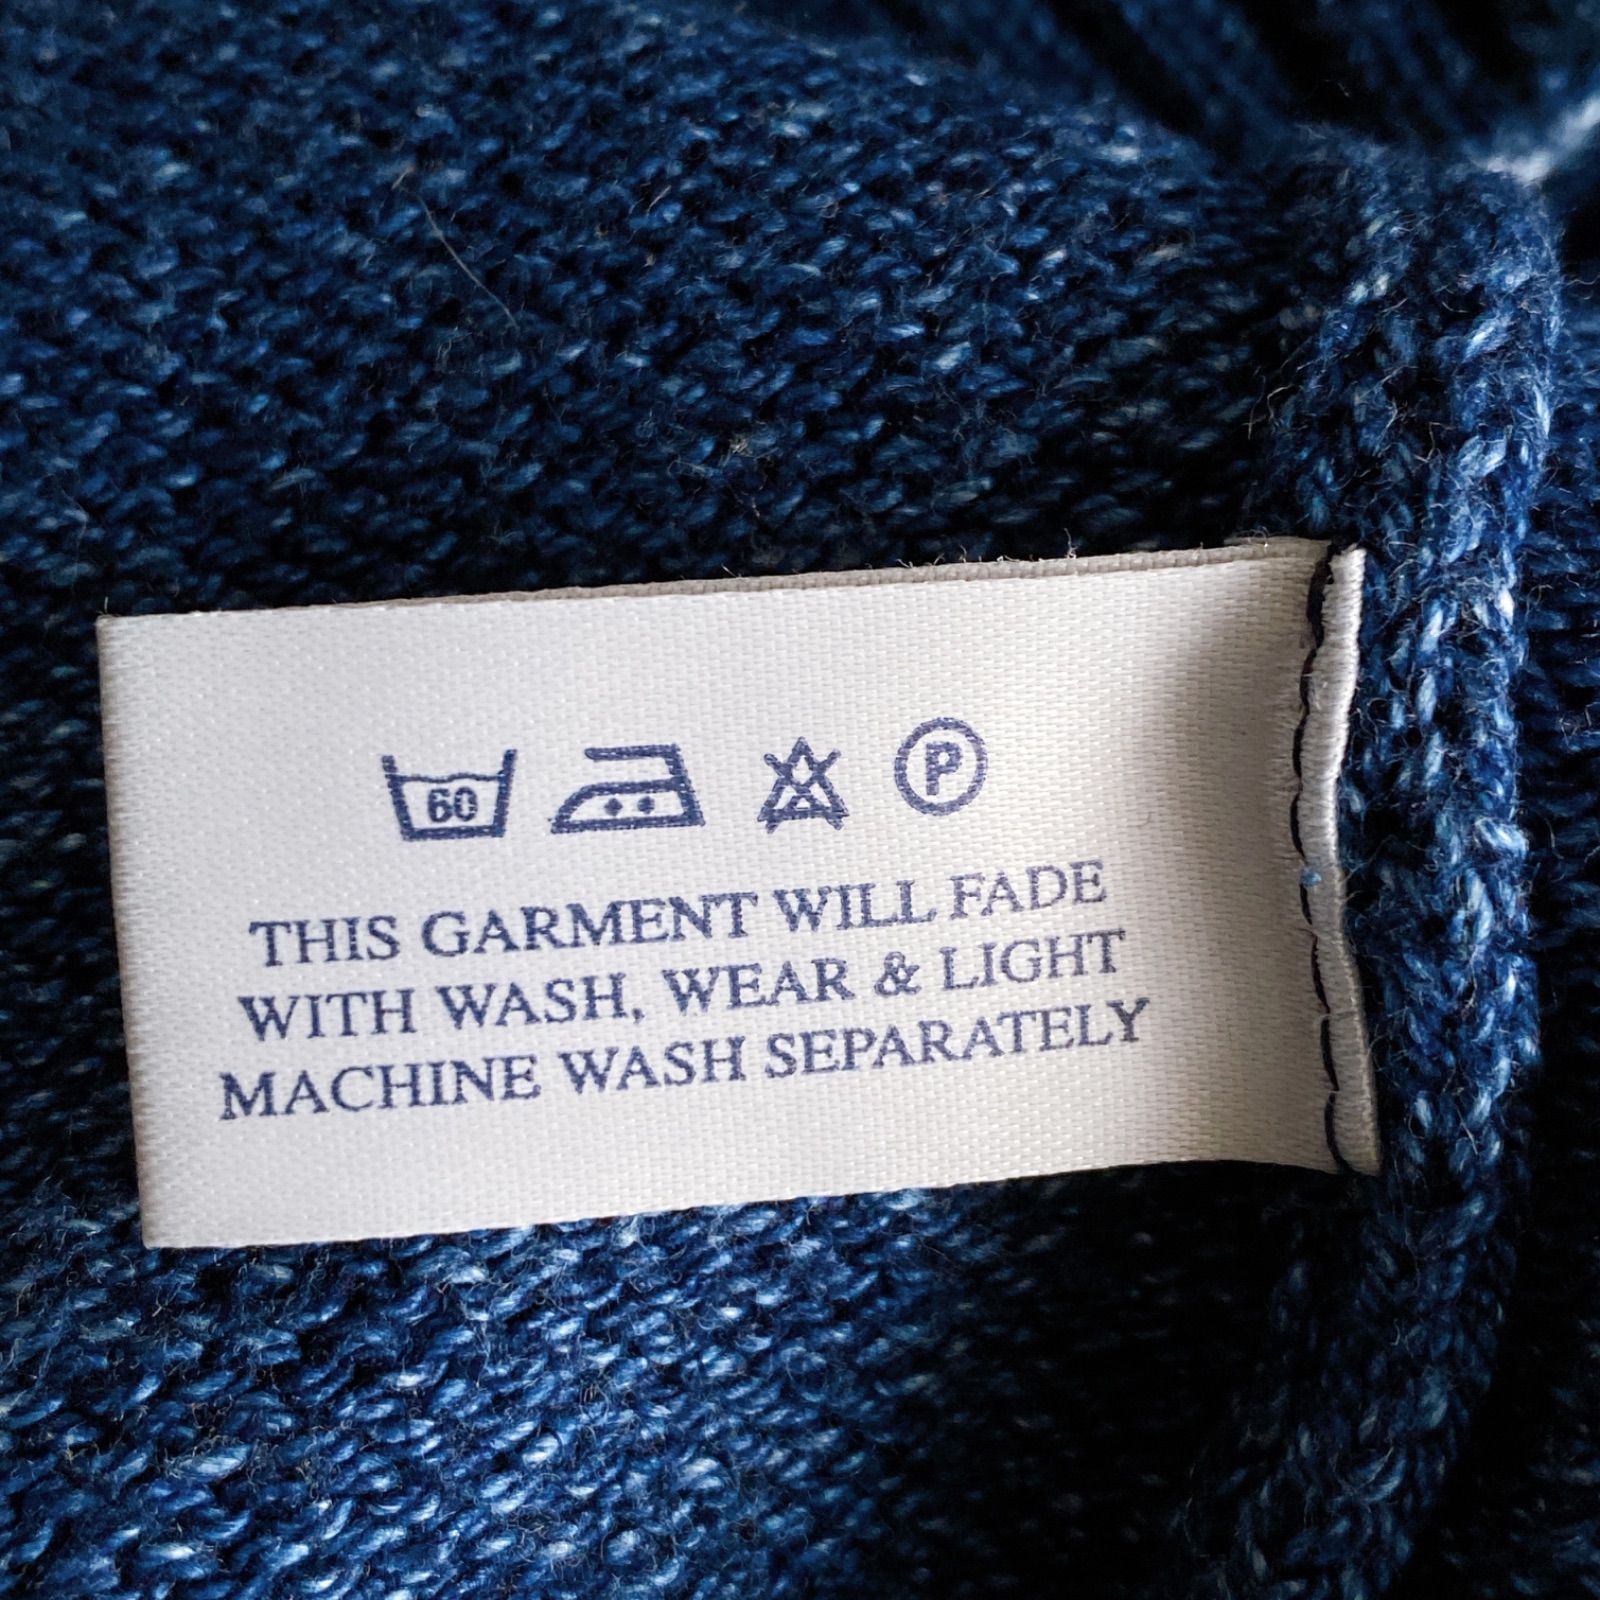 60 P
THIS GARMENT WILL FADE
WITH WASH, WEAR & LIGHT
MACHINE WASH SEPARATELY